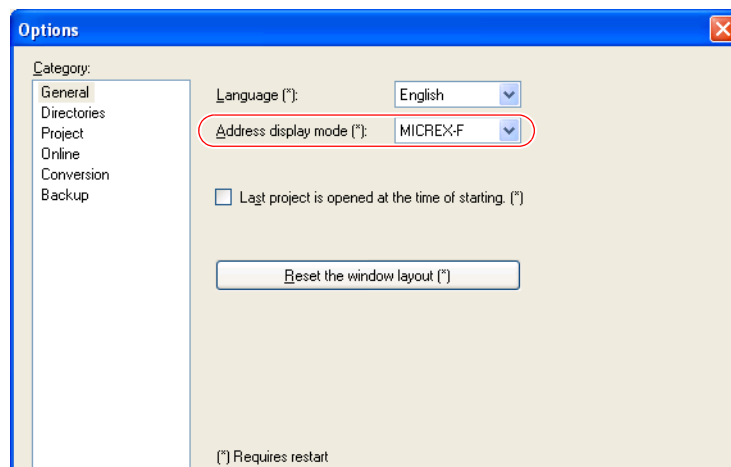 Options
Category:
General
Directories
Project
Online
Conversion
Backup
Language (*): English
Address display mode (*): MICREX-F
Last project is opened at the time of starting. (*)
Reset the window layout (*)
(*) Requires restart